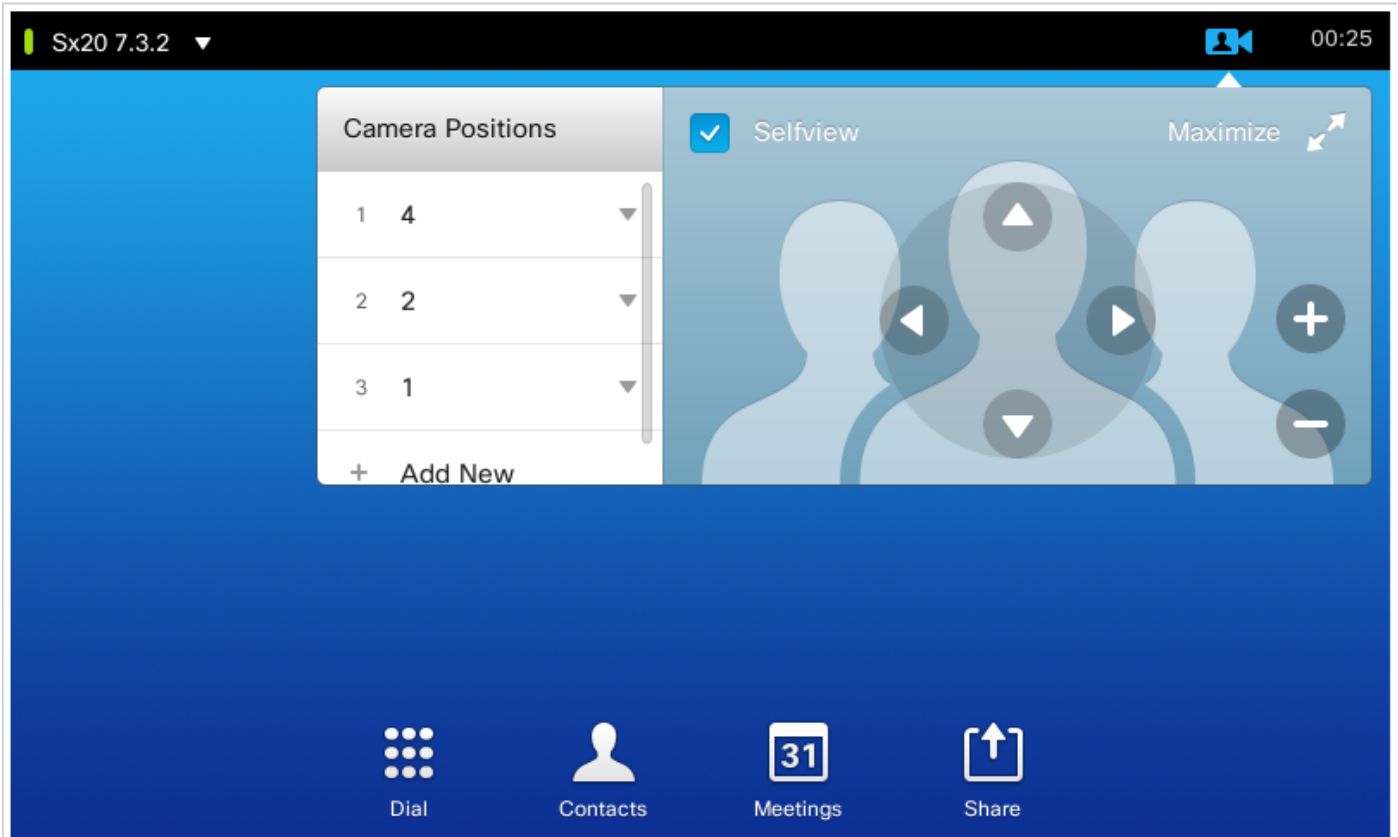 Sx20 7.3.2
00:25
Camera Positions
Selfview
Maximize
1 4
2 2
3 1
+ Add New
31
Dial
Contacts
Meetings
Share